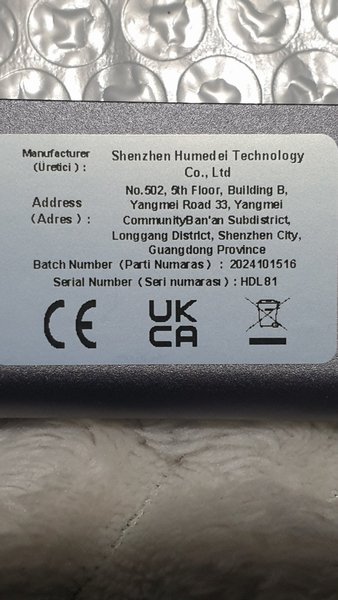 Manufacturer (Üretici) : Shenzhen Humedei Technology Co., Ltd
Address (Adres) : No.502, 5th Floor, Building B,
Yangmei Road 33, Yangmei
CommunityBan'an Subdistrict,
Longgang District, Shenzhen City,
Guangdong Province
Batch Number (Parti Numaras) : 2024101516
Serial Number (Seri numarası) : HDL81
CE
UK
CA